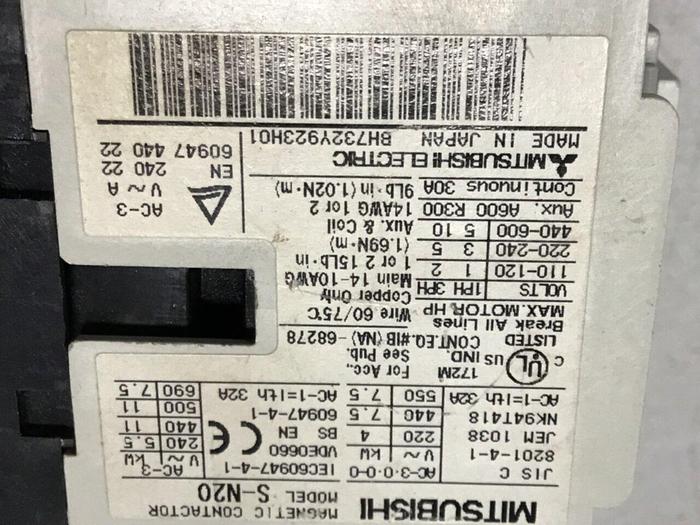 MITSUBISHI
MAGNETIC CONTACTOR
MODEL S-N20
JIS C
8201-4-1
JEM 1038
NK94T418
AC-1=Ith 32A
AC-3·0·0-0
V~ kW
220 4
440 7.5
550 7.5
IEC60947-4-1
VDE0660
BS EN
60947-4-1
AC-1=Ith 32A
CE
AC-3
V~ kW
240 5.5
440 11
500 11
690 7.5
C UL US
LISTED
172M
IND.
CONT.EQ.
For Acc.,
See Pub.
#IB(NA)-68278
Break All Lines
MAX. MOTOR HP
VOLTS 1PH 3PH
110-120 1 2
220-240 3 5
440-600 5 10
Aux. A600 R300
Continuous 30A
Wire 60/75℃
Copper Only
Main 14-10AWG
1 or 2 15Lb·in
(1.69N·m)
Aux. & Coil
14AWG 1or 2
9Lb·in(1.02N·m)
AC-3
V~ A
EN 240 22
60947 440 22
MITSUBISHI ELECTRIC
MADE IN JAPAN BH732Y923H01